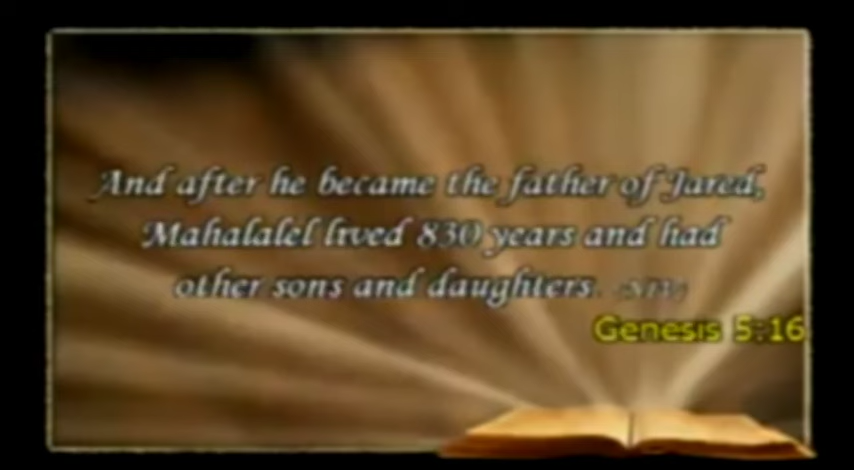 And after he became the father of Jared,
Mahalalel lived 830 years and had
other sons and daughters. (NIV)
Genesis 5:16